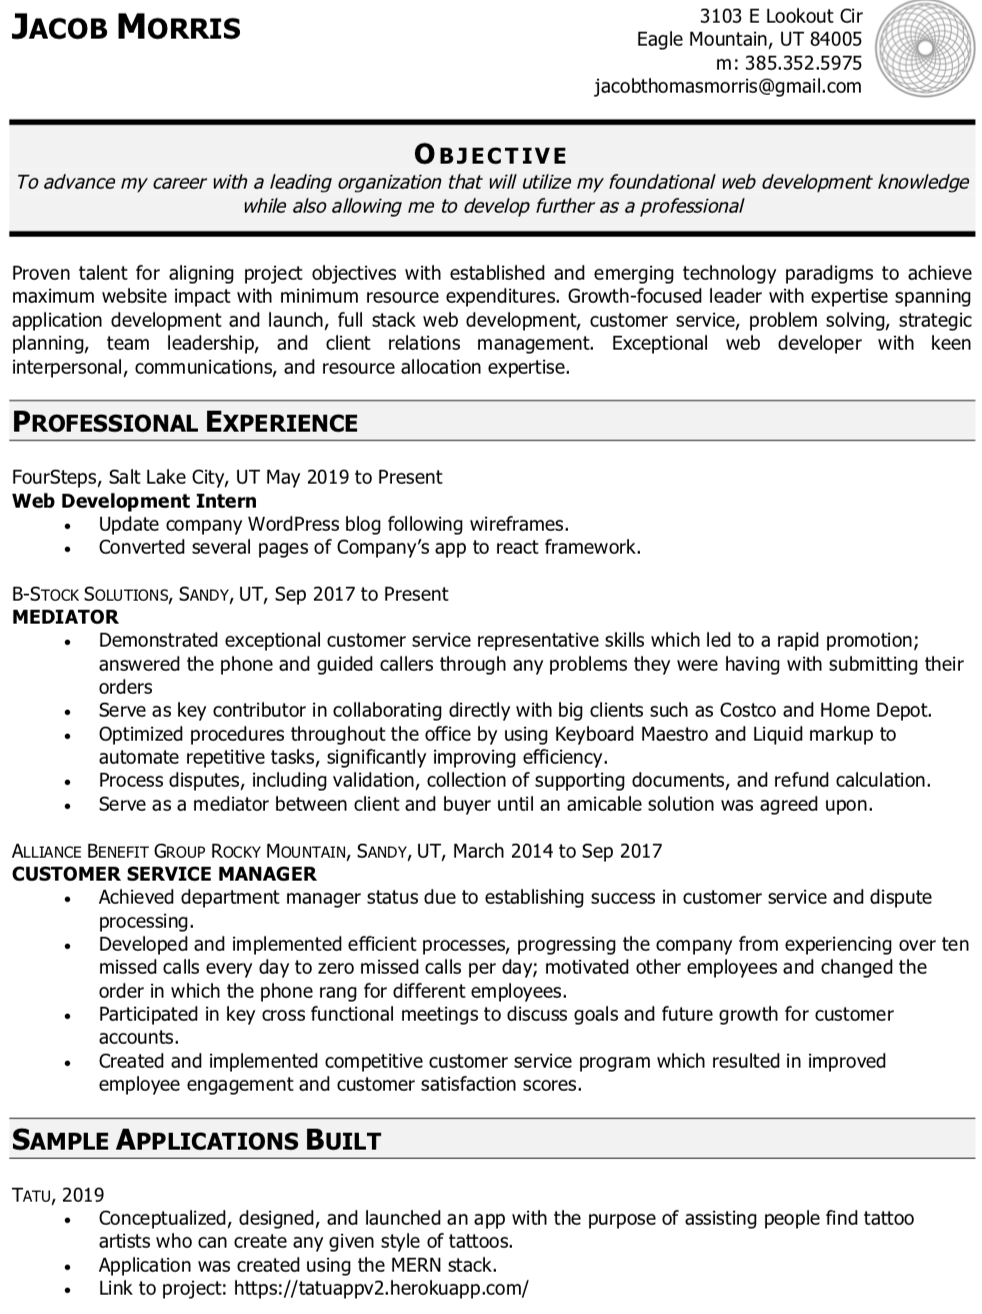 JACOB MORRIS
3103 E Lookout Cir
Eagle Mountain, UT 84005
m: 385.352.5975
jacobthomasmorris@gmail.com
OBJECTIVE
To advance my career with a leading organization that will utilize my foundational web development knowledge
while also allowing me to develop further as a professional
Proven talent for aligning project objectives with established and emerging technology paradigms to achieve
maximum website impact with minimum resource expenditures. Growth-focused leader with expertise spanning
application development and launch, full stack web development, customer service, problem solving, strategic
planning, team leadership, and client relations management. Exceptional web developer with keen
interpersonal, communications, and resource allocation expertise.
PROFESSIONAL EXPERIENCE
FourSteps, Salt Lake City, UT May 2019 to Present
Web Development Intern
• Update company WordPress blog following wireframes.
• Converted several pages of Company's app to react framework.
B-STOCK SOLUTIONS, SANDY, UT, Sep 2017 to Present
MEDIATOR
• Demonstrated exceptional customer service representative skills which led to a rapid promotion;
answered the phone and guided callers through any problems they were having with submitting their
orders
• Serve as key contributor in collaborating directly with big clients such as Costco and Home Depot.
• Optimized procedures throughout the office by using Keyboard Maestro and Liquid markup to
automate repetitive tasks, significantly improving efficiency.
• Process disputes, including validation, collection of supporting documents, and refund calculation.
• Serve as a mediator between client and buyer until an amicable solution was agreed upon.
ALLIANCE BENEFIT GROUP ROCKY MOUNTAIN, SANDY, UT, March 2014 to Sep 2017
CUSTOMER SERVICE MANAGER
• Achieved department manager status due to establishing success in customer service and dispute
processing.
• Developed and implemented efficient processes, progressing the company from experiencing over ten
missed calls every day to zero missed calls per day; motivated other employees and changed the
order in which the phone rang for different employees.
• Participated in key cross functional meetings to discuss goals and future growth for customer
accounts.
• Created and implemented competitive customer service program which resulted in improved
employee engagement and customer satisfaction scores.
SAMPLE APPLICATIONS BUILT
TATU, 2019
• Conceptualized, designed, and launched an app with the purpose of assisting people find tattoo
artists who can create any given style of tattoos.
• Application was created using the MERN stack.
• Link to project: https://tatuappv2.herokuapp.com/